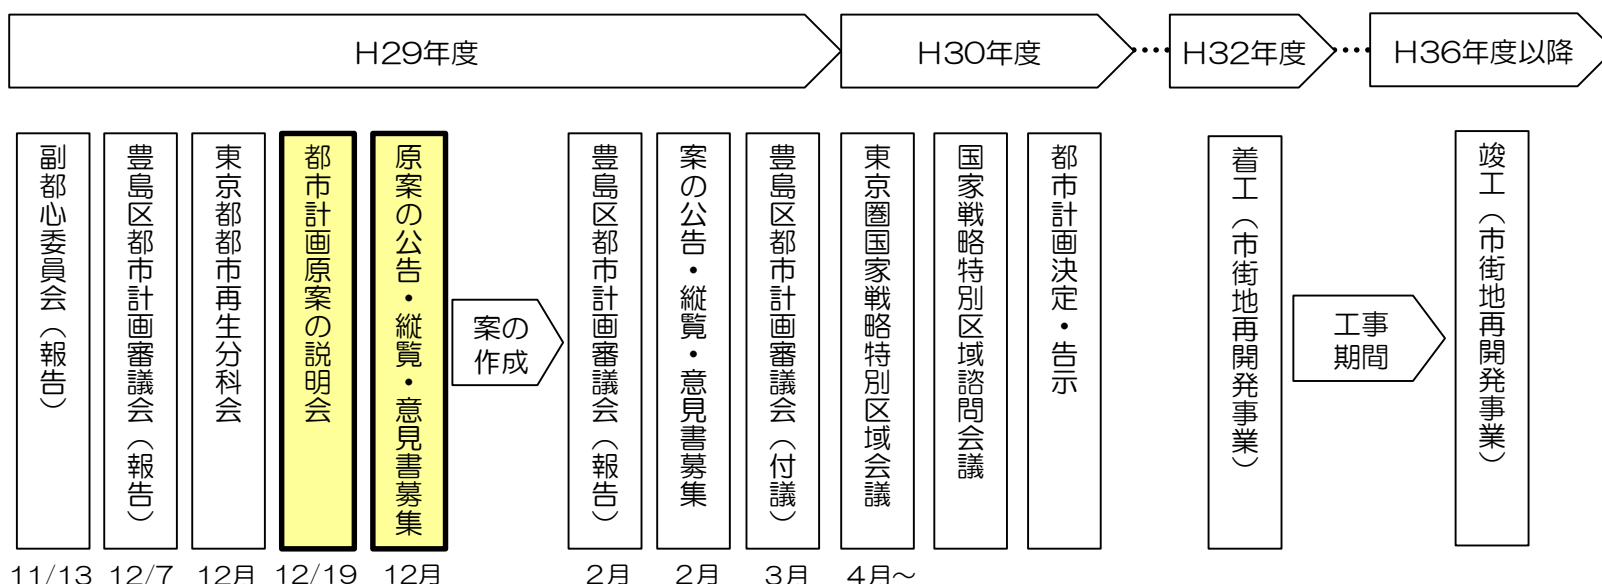 H29年度
H30年度
H32年度
H36年度以降
副都心委員会（報告）
豊島区都市計画審議会（報告）
東京都都市再生分科会
都市計画原案の説明会
原案の公告・縦覧・意見書募集
案の
作成
豊島区都市計画審議会（報告）
案の公告・縦覧・意見書募集
豊島区都市計画審議会（付議）
東京圏国家戦略特別区域会議
国家戦略特別区域諮問会議
都市計画決定・告示
着工（市街地再開発事業）
工事
期間
竣工（市街地再開発事業）
11/13
12/7
12月
12/19
12月
2月
2月
3月
4月～